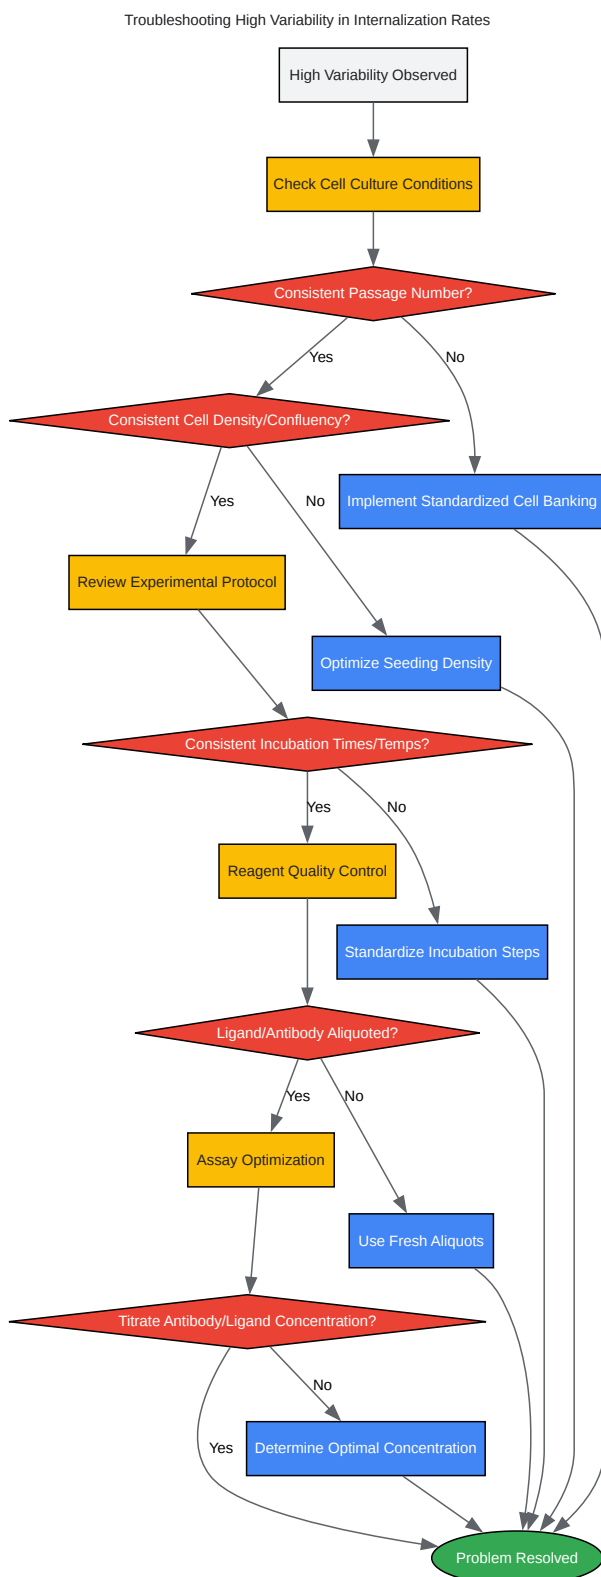 Troubleshooting High Variability in Internalization Rates
High Variability Observed
Check Cell Culture Conditions
Consistent Passage Number?
Yes
No
Consistent Cell Density/Confluency?
Yes
No
Implement Standardized Cell Banking
Review Experimental Protocol
Optimize Seeding Density
Consistent Incubation Times/Temps?
Yes
No
Reagent Quality Control
Standardize Incubation Steps
Ligand/Antibody Aliquoted?
Yes
No
Assay Optimization
Use Fresh Aliquots
Titrate Antibody/Ligand Concentration?
No
Yes
Determine Optimal Concentration
Problem Resolved